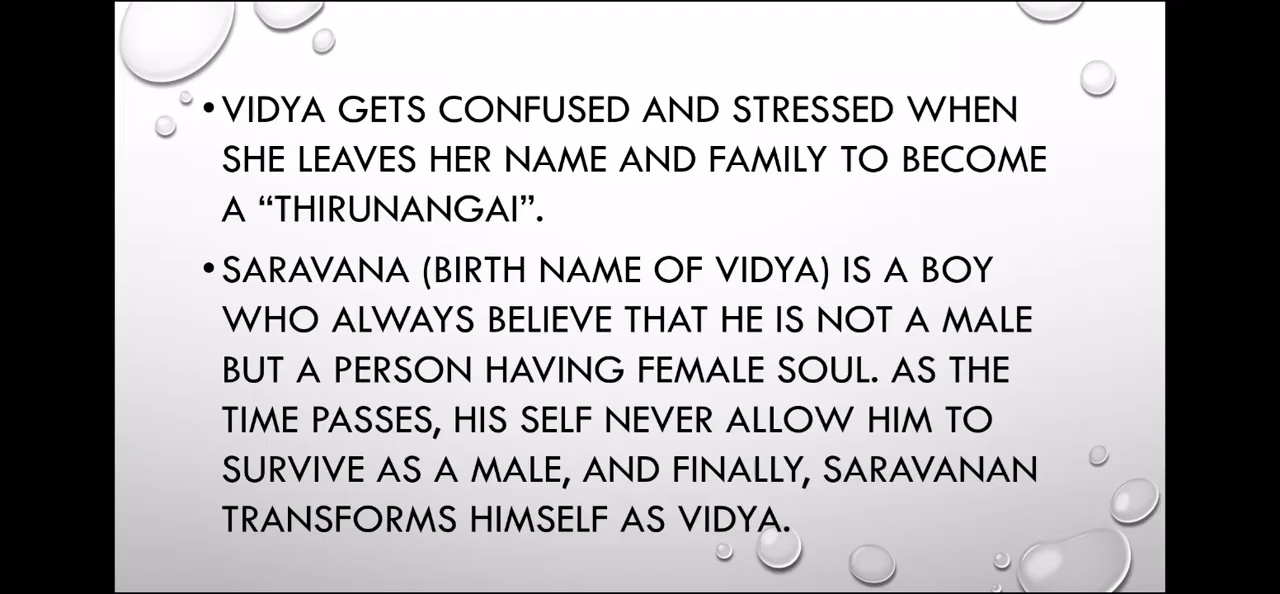 • VIDYA GETS CONFUSED AND STRESSED WHEN
SHE LEAVES HER NAME AND FAMILY TO BECOME
A “THIRUNANGAI”.
• SARAVANA (BIRTH NAME OF VIDYA) IS A BOY
WHO ALWAYS BELIEVE THAT HE IS NOT A MALE
BUT A PERSON HAVING FEMALE SOUL. AS THE
TIME PASSES, HIS SELF NEVER ALLOW HIM TO
SURVIVE AS A MALE, AND FINALLY, SARAVANAN
TRANSFORMS HIMSELF AS VIDYA.